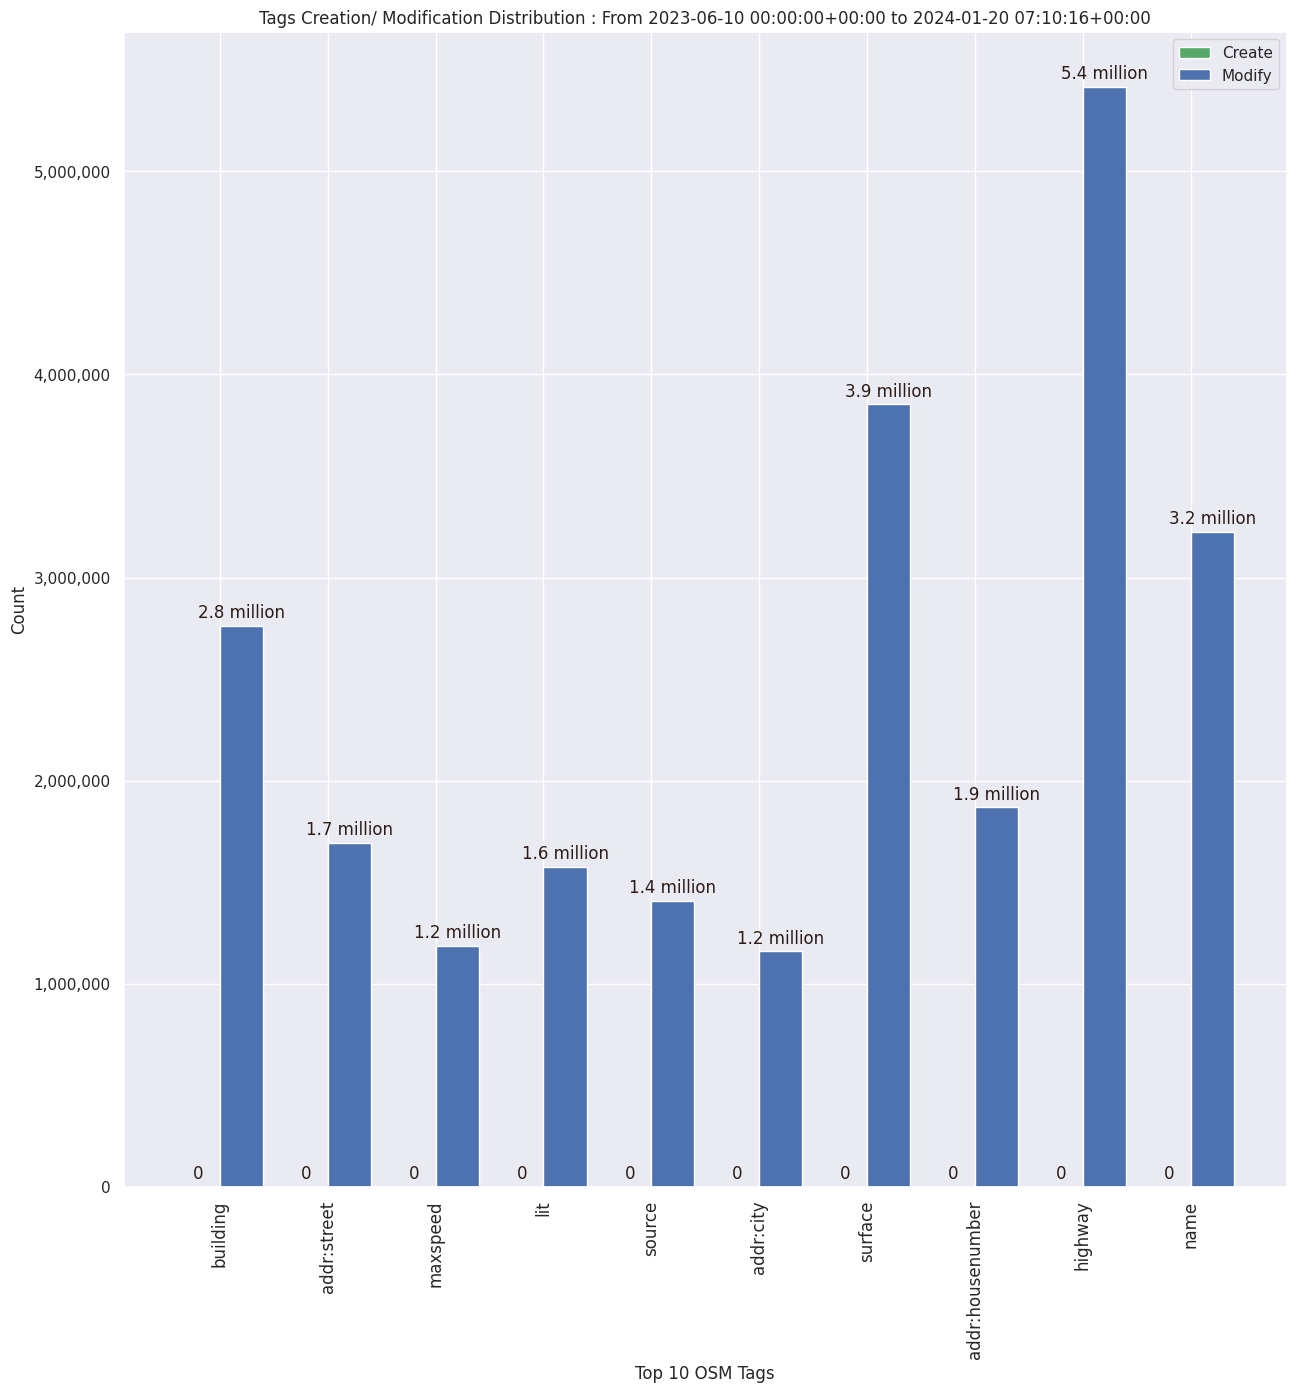 Tags Creation/ Modification Distribution : From 2023-06-10 00:00:00+00:00 to 2024-01-20 07:10:16+00:00
Create
Modify
5.4 million
5,000,000
4,000,000
3.9 million
3.2 million
3,000,000
Count
2.8 million
2,000,000
1.9 million
1.7 million
1.6 million
1.4 million
1.2 million
1.2 million
1,000,000
0 0 0 0 0 0 0 0 0 0
0
building
addr:street
maxspeed
lit
source
addr:city
surface
addr:housenumber
highway
name
Top 10 OSM Tags